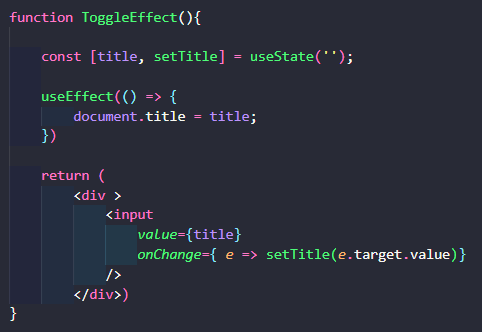 function ToggleEffect(){
const [title, setTitle] = useState('');
useEffect(() => {
document.title = title;
})
return (
<div >
<input
value={title}
onChange={ e => setTitle(e.target.value)}
/>
</div>)
}